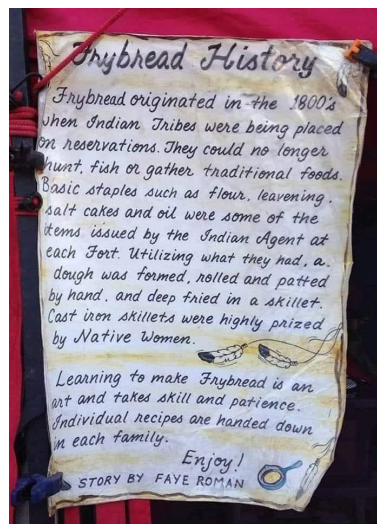 Frybread History
Frybread originated in the 1800's
when Indian Tribes were being placed
on reservations. They could no longer
hunt, fish or gather traditional foods.
Basic staples such as flour, leavening,
salt cakes and oil were some of the
items issued by the Indian Agent at
each Fort. Utilizing what they had, a
dough was formed, rolled and patted
by hand, and deep fried in a skillet.
Cast iron skillets were highly prized
by Native Women.
Learning to make Frybread is an
art and takes skill and patience.
Individual recipes are handed down
in each family.
Enjoy!
STORY BY FAYE ROMAN